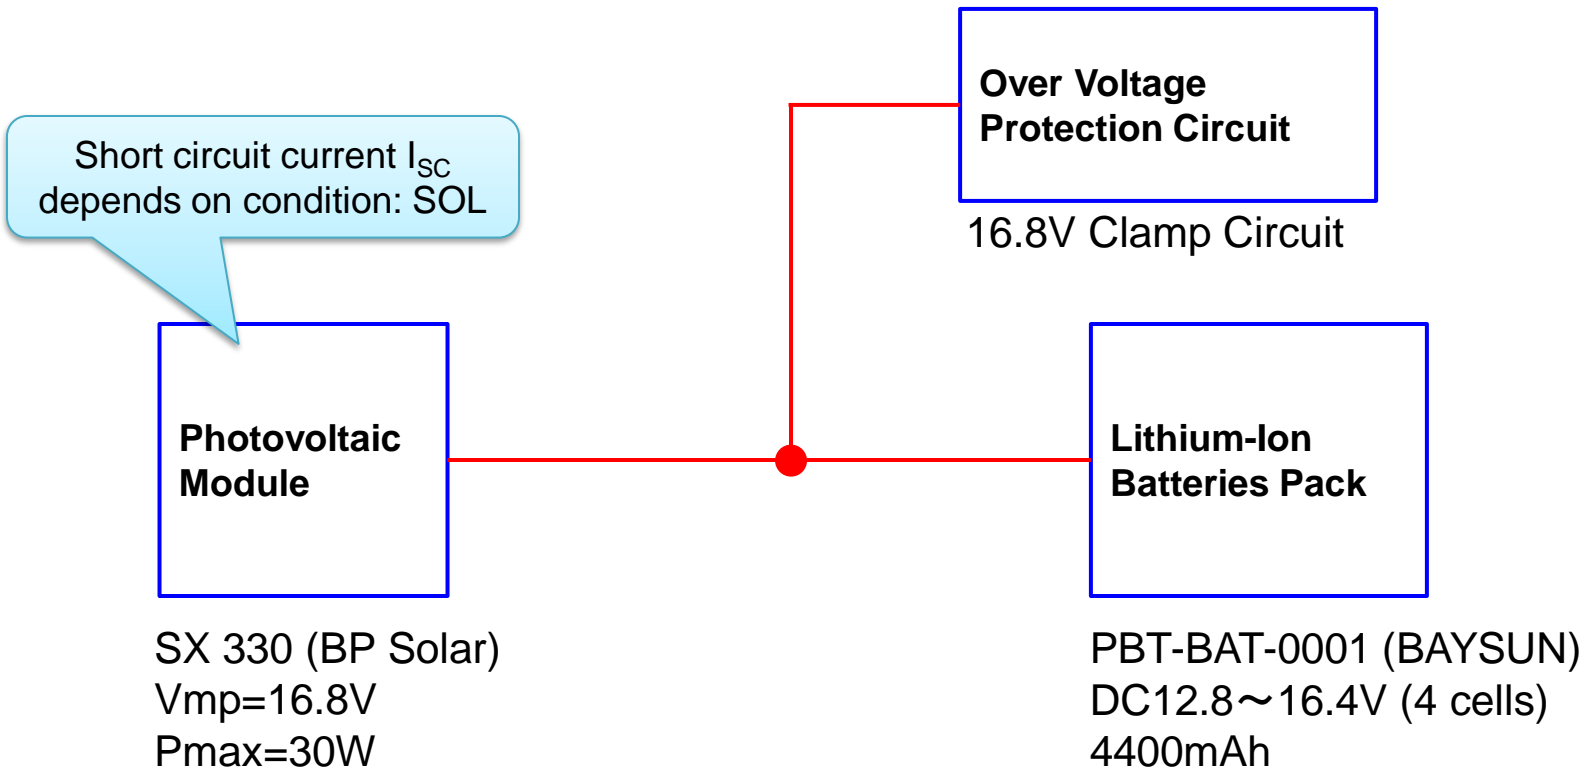 Over Voltage
Protection Circuit
16.8V Clamp Circuit
Short circuit current I_SC
depends on condition: SOL
Photovoltaic
Module
SX 330 (BP Solar)
Vmp=16.8V
Pmax=30W
Lithium-Ion
Batteries Pack
PBT-BAT-0001 (BAYSUN)
DC12.8～16.4V (4 cells)
4400mAh